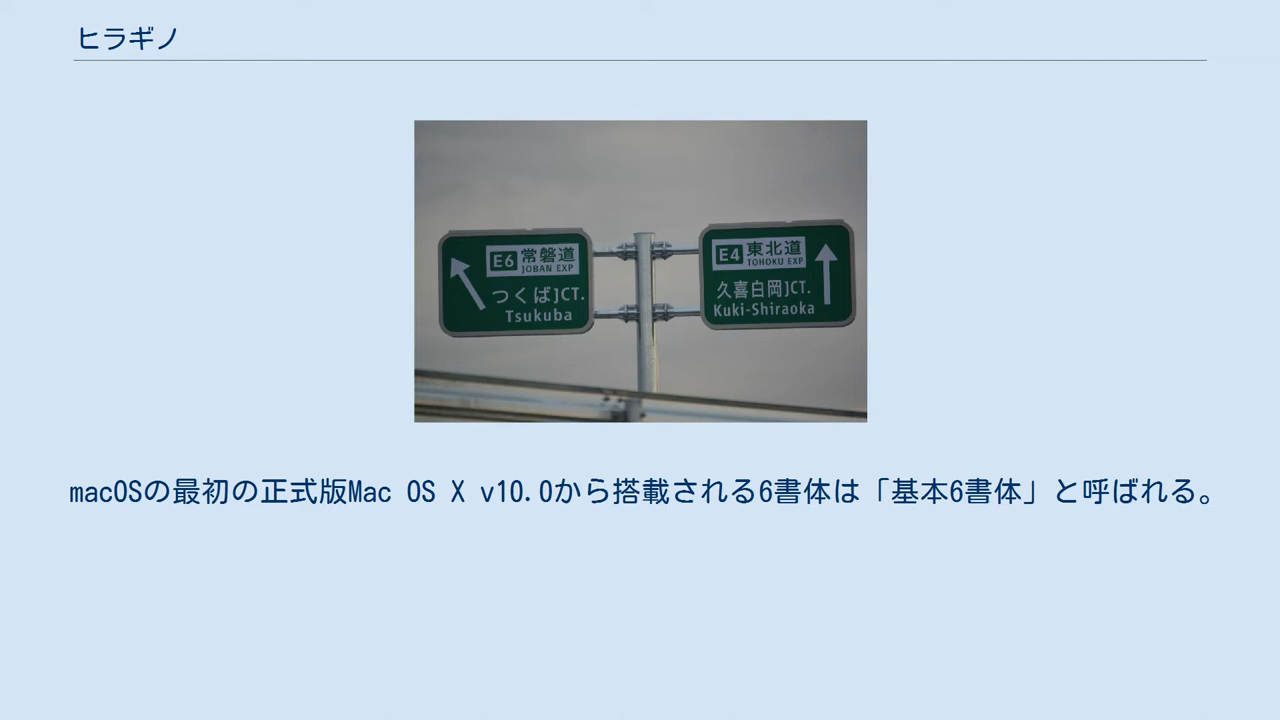 ヒラギノ
E6 常磐道
JOBAN EXP
つくばJCT.
Tsukuba
E4 東北道
TOHOKU EXP
久喜白岡JCT.
Kuki-Shiraoka
macOSの最初の正式版Mac OS X v10.0から搭載される6書体は「基本6書体」と呼ばれる。